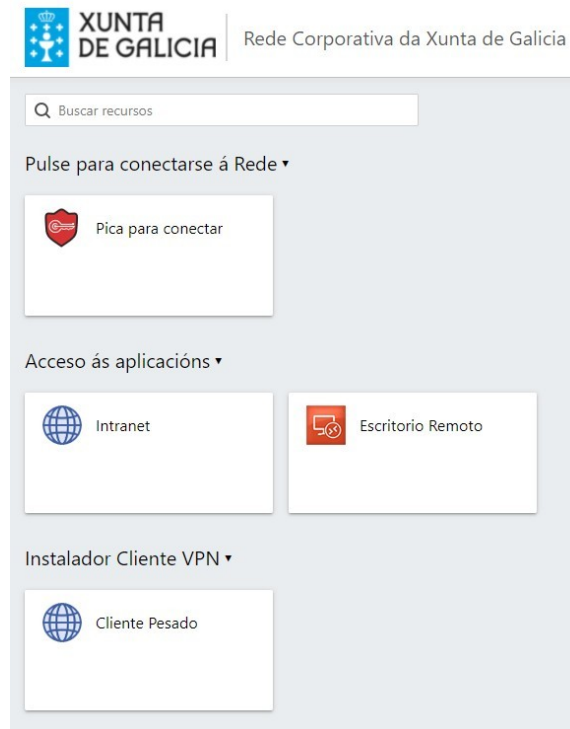 XUNTA
DE GALICIA
Rede Corporativa da Xunta de Galicia
Buscar recursos
Pulse para conectarse á Rede
Pica para conectar
Acceso ás aplicacións
Intranet
Escritorio Remoto
Instalador Cliente VPN
Cliente Pesado